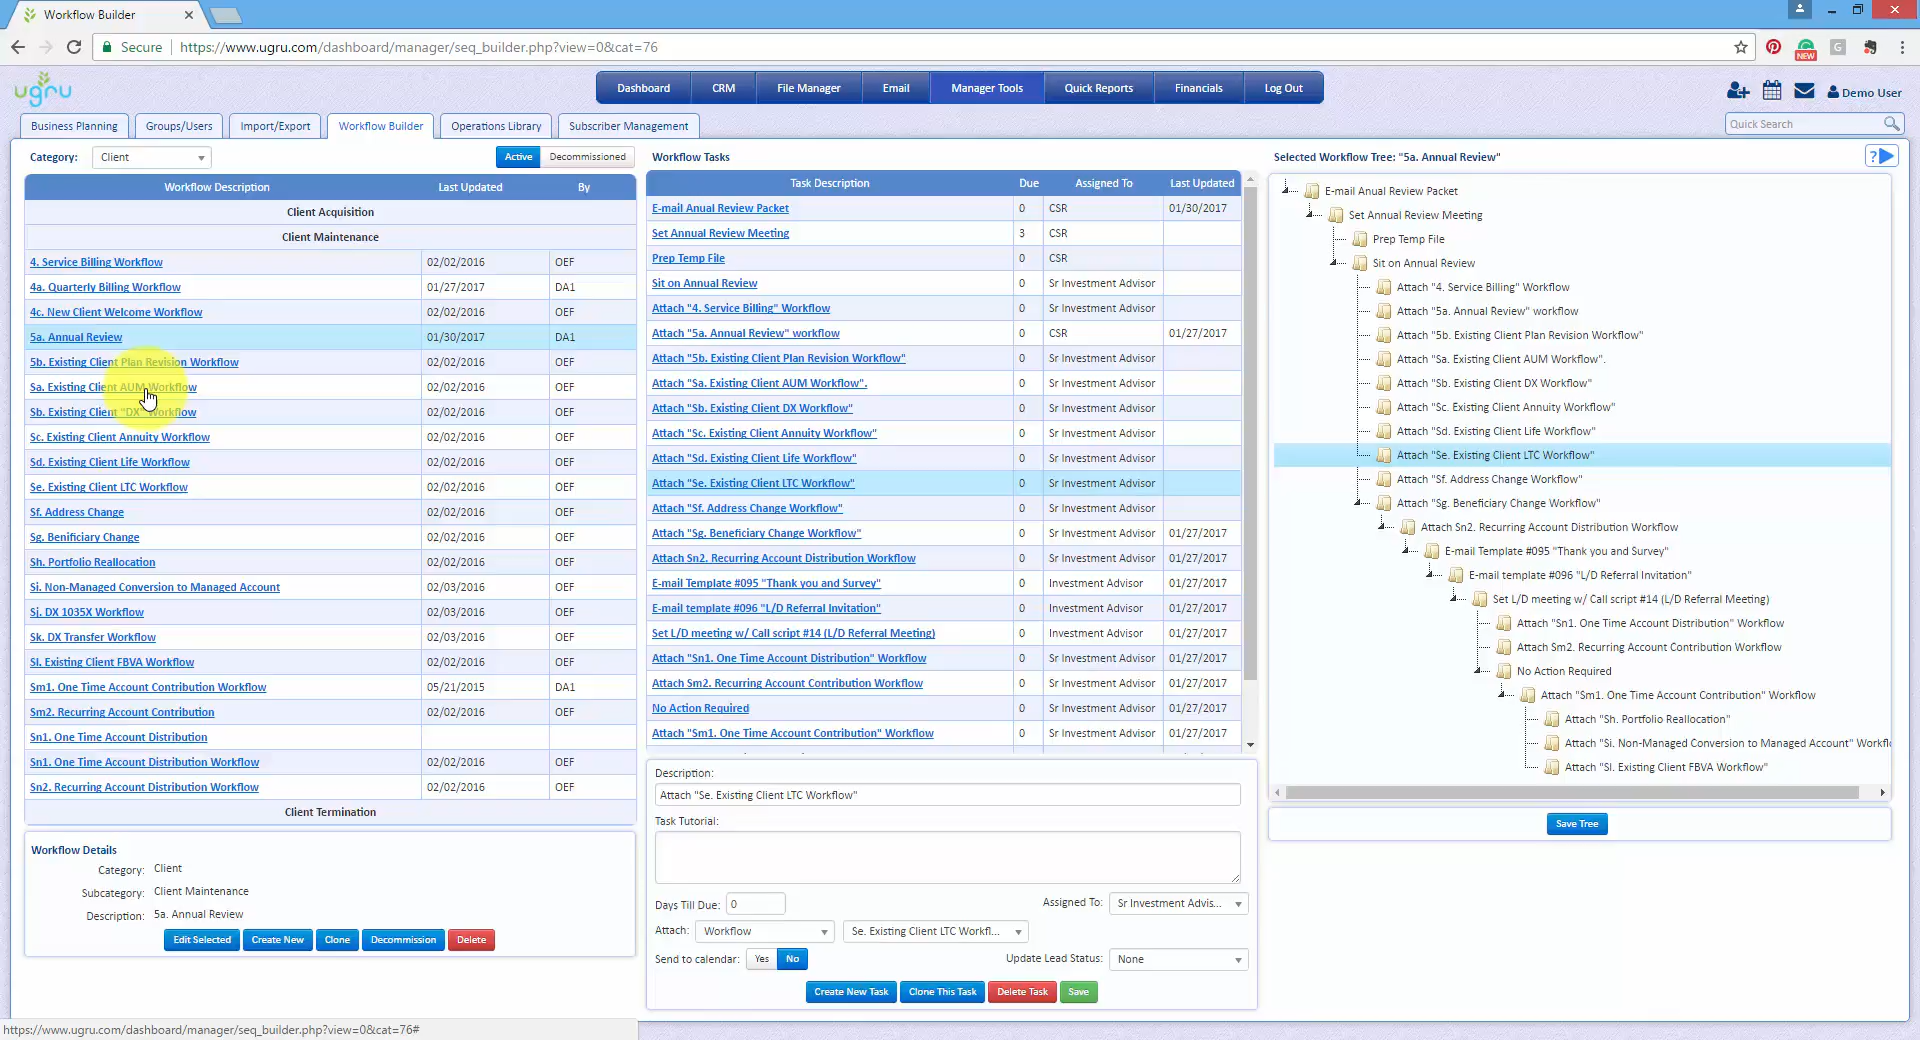 Workflow Builder
Secure https://www.ugru.com/dashboard/manager/seq_builder.php?view=0&cat=76
NEW
G
ugru
Dashboard CRM File Manager Email Manager Tools Quick Reports Financials Log Out
Demo User
Business Planning Groups/Users Import/Export Workflow Builder Operations Library Subscriber Management
Quick Search
Category: Client Active Decommissioned
Workflow Description Last Updated By
Client Acquisition
Client Maintenance
4. Service Billing Workflow 02/02/2016 OEF
4a. Quarterly Billing Workflow 01/27/2017 DA1
4c. New Client Welcome Workflow 02/02/2016 OEF
5a. Annual Review 01/30/2017 DA1
5b. Existing Client Plan Revision Workflow 02/02/2016 OEF
Sa. Existing Client AUM Workflow 02/02/2016 OEF
Sb. Existing Client "DX" Workflow 02/02/2016 OEF
Sc. Existing Client Annuity Workflow 02/02/2016 OEF
Sd. Existing Client Life Workflow 02/02/2016 OEF
Se. Existing Client LTC Workflow 02/02/2016 OEF
Sf. Address Change 02/02/2016 OEF
Sg. Benificiary Change 02/02/2016 OEF
Sh. Portfolio Reallocation 02/02/2016 OEF
Si. Non-Managed Conversion to Managed Account 02/03/2016 OEF
Sj. DX 1035X Workflow 02/03/2016 OEF
Sk. DX Transfer Workflow 02/03/2016 OEF
Sl. Existing Client FBVA Workflow 02/02/2016 OEF
Sm1. One Time Account Contribution Workflow 05/21/2015 DA1
Sm2. Recurring Account Contribution 02/02/2016 OEF
Sn1. One Time Account Distribution
Sn1. One Time Account Distribution Workflow 02/02/2016 OEF
Sn2. Recurring Account Distribution Workflow 02/02/2016 OEF
Client Termination
Workflow Details
Category: Client
Subcategory: Client Maintenance
Description: 5a. Annual Review
Edit Selected Create New Clone Decommission Delete
Workflow Tasks
Task Description Due Assigned To Last Updated
E-mail Anual Review Packet 0 CSR 01/30/2017
Set Annual Review Meeting 3 CSR
Prep Temp File 0 CSR
Sit on Annual Review 0 Sr Investment Advisor
Attach "4. Service Billing" Workflow 0 Sr Investment Advisor
Attach "5a. Annual Review" workflow 0 CSR 01/27/2017
Attach "5b. Existing Client Plan Revision Workflow" 0 Sr Investment Advisor
Attach "Sa. Existing Client AUM Workflow". 0 Sr Investment Advisor
Attach "Sb. Existing Client DX Workflow" 0 Sr Investment Advisor
Attach "Sc. Existing Client Annuity Workflow" 0 Sr Investment Advisor
Attach "Sd. Existing Client Life Workflow" 0 Sr Investment Advisor
Attach "Se. Existing Client LTC Workflow" 0 Sr Investment Advisor
Attach "Sf. Address Change Workflow" 0 Sr Investment Advisor
Attach "Sg. Beneficiary Change Workflow" 0 Sr Investment Advisor 01/27/2017
Attach Sn2. Recurring Account Distribution Workflow 0 Sr Investment Advisor 01/27/2017
E-mail Template #095 "Thank you and Survey" 0 Investment Advisor 01/27/2017
E-mail template #096 "L/D Referral Invitation" 0 Investment Advisor 01/27/2017
Set L/D meeting w/ Call script #14 (L/D Referral Meeting) 0 Investment Advisor 01/27/2017
Attach "Sn1. One Time Account Distribution" Workflow 0 Sr Investment Advisor 01/27/2017
Attach Sm2. Recurring Account Contribution Workflow 0 Sr Investment Advisor 01/27/2017
No Action Required 0 Sr Investment Advisor 01/27/2017
Attach "Sm1. One Time Account Contribution" Workflow 0 Sr Investment Advisor 01/27/2017
Description:
Attach "Se. Existing Client LTC Workflow"
Task Tutorial:
Days Till Due: 0 Assigned To: Sr Investment Advis...
Attach: Workflow Se. Existing Client LTC Workfl...
Send to calendar: Yes No Update Lead Status: None
Create New Task Clone This Task Delete Task Save
Selected Workflow Tree: "5a. Annual Review" ?
E-mail Anual Review Packet
Set Annual Review Meeting
Prep Temp File
Sit on Annual Review
Attach "4. Service Billing" Workflow
Attach "5a. Annual Review" workflow
Attach "5b. Existing Client Plan Revision Workflow"
Attach "Sa. Existing Client AUM Workflow".
Attach "Sb. Existing Client DX Workflow"
Attach "Sc. Existing Client Annuity Workflow"
Attach "Sd. Existing Client Life Workflow"
Attach "Se. Existing Client LTC Workflow"
Attach "Sf. Address Change Workflow"
Attach "Sg. Beneficiary Change Workflow"
Attach Sn2. Recurring Account Distribution Workflow
E-mail Template #095 "Thank you and Survey"
E-mail template #096 "L/D Referral Invitation"
Set L/D meeting w/ Call script #14 (L/D Referral Meeting)
Attach "Sn1. One Time Account Distribution" Workflow
Attach Sm2. Recurring Account Contribution Workflow
No Action Required
Attach "Sm1. One Time Account Contribution" Workflow
Attach "Sh. Portfolio Reallocation"
Attach "Si. Non-Managed Conversion to Managed Account" Workfl
Attach "Sl. Existing Client FBVA Workflow"
Save Tree
https://www.ugru.com/dashboard/manager/seq_builder.php?view=0&cat=76#